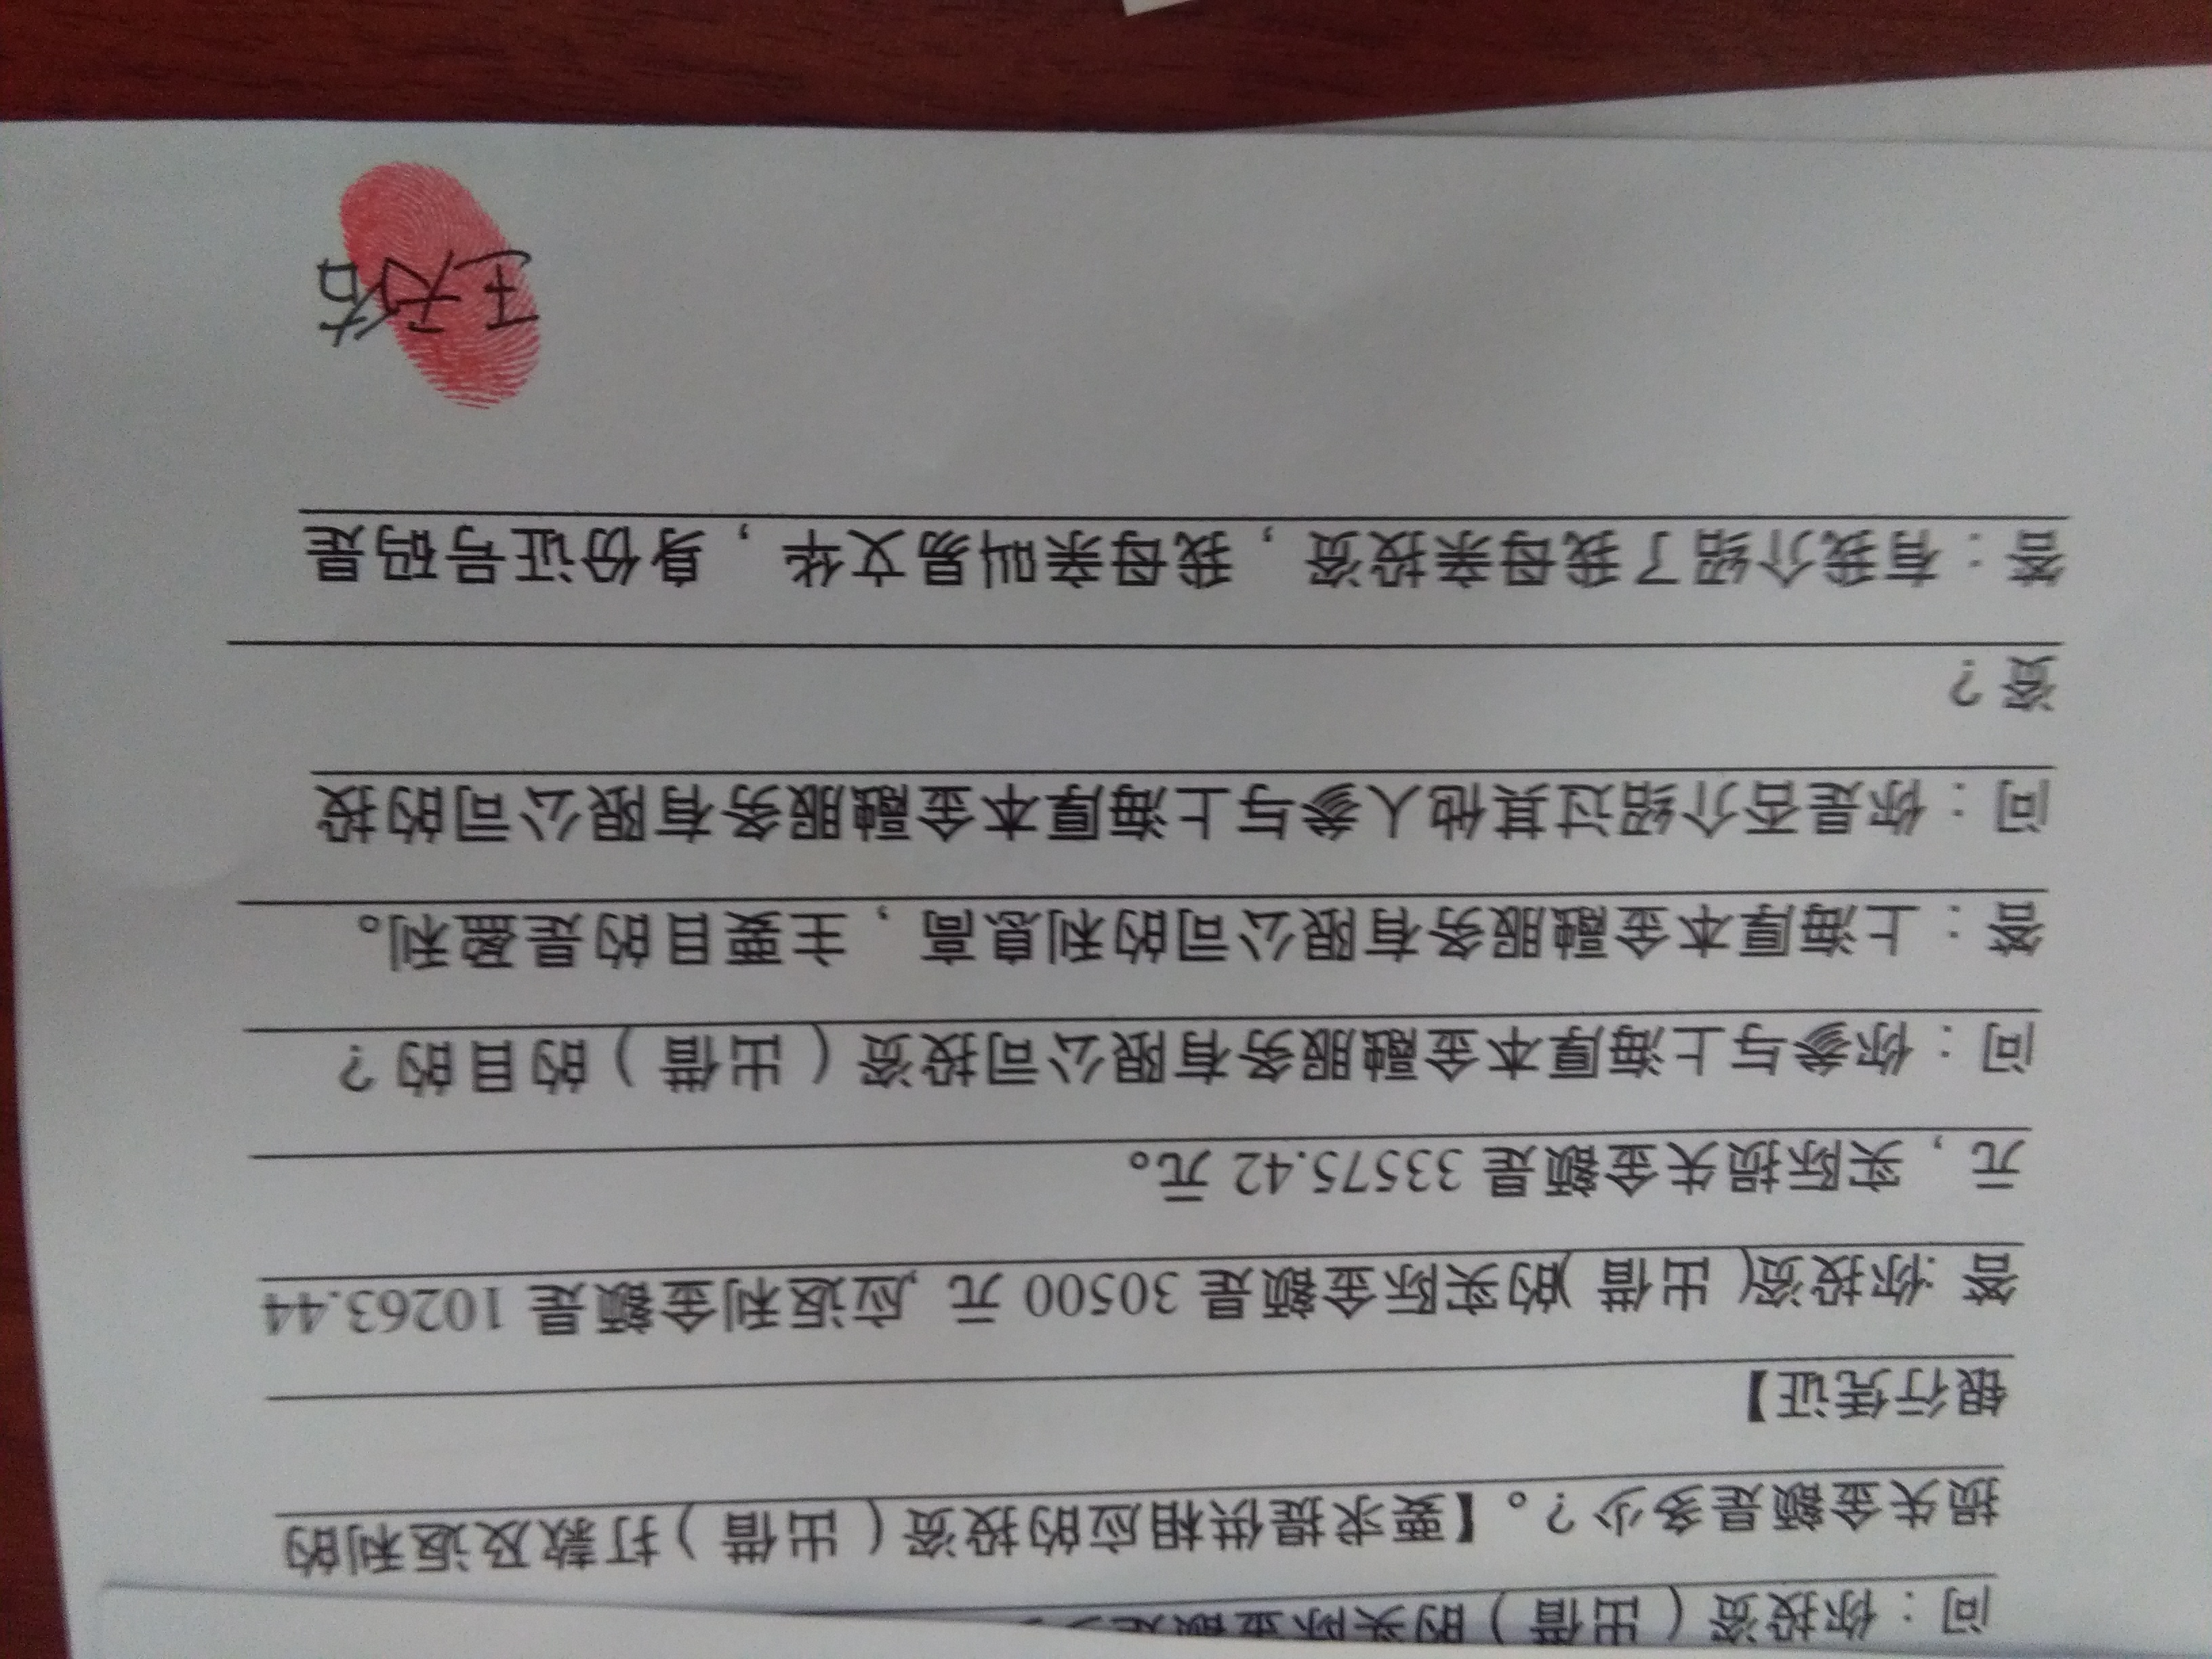 问：你投资（出借）的实际金额是
损失金额是多少？。【要求提供相应的投资（出借）打款及返利的
银行凭证】
答：你投资(出借)的实际金额是 30500 元，应返利金额是 10263.44
元，实际损失金额是 33575.42 元。
问：你参与上海厚本金融服务有限公司投资（出借）的目的？
答：上海厚本金融服务有限公司的利息高，主要目的是盈利。
问：你是否介绍过其他人参与上海厚本金融服务有限公司的投
资？
答：有我介绍了我母亲投资，我母亲叫易文华，身份证号码是